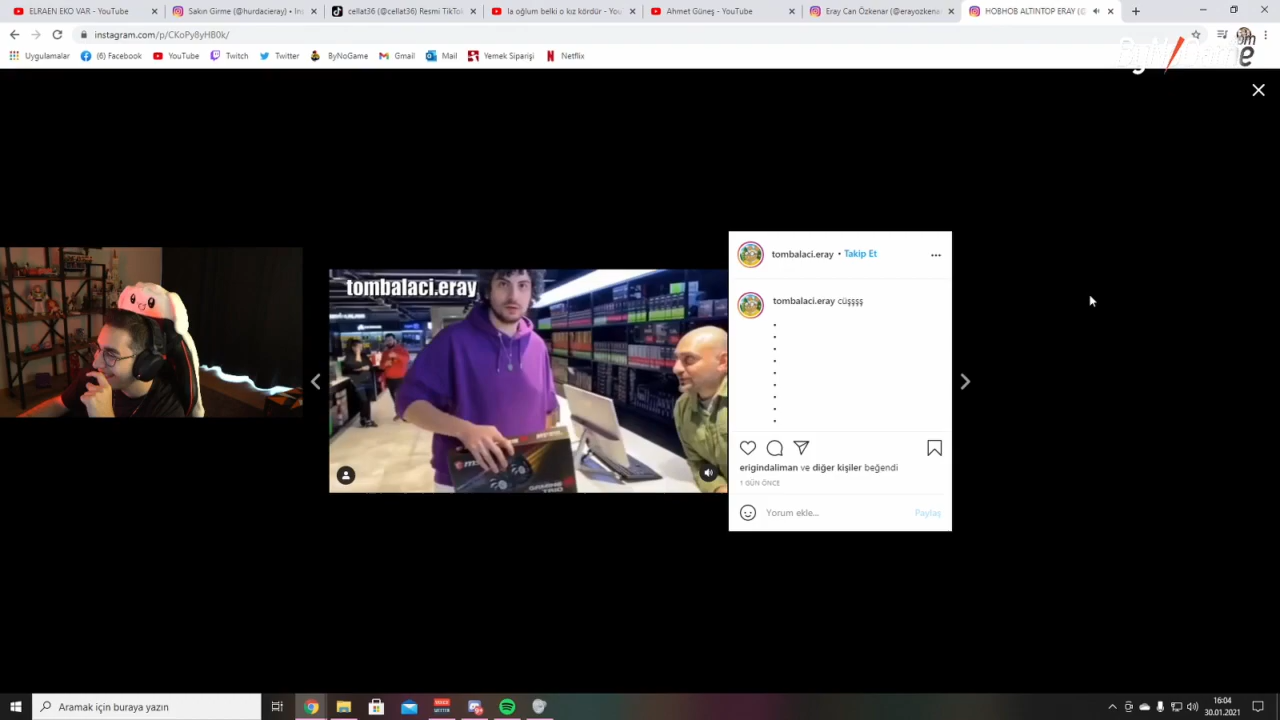 ELRAEN EKO VAR - YouTube
Sakın Girme (@hurdaciray) • In
cellat36 (@cellat36) Resmi TikTo
la oğlum belki o kız kördür - You
Ahmet Güneş - YouTube
Eray Can Özkenar (@erayozkena
HOBHOB ALTINTOP ERAY (@
instagram.com/p/CKoPy8yHB0k/
Uygulamalar
(6) Facebook
YouTube
Twitch
Twitter
ByNoGame
Gmail
Mail
Yemek Siparişi
Netflix
tombalaci.eray
tombalaci.eray • Takip Et
tombalaci.eray cüşşşş
.
.
.
.
.
.
.
.
.
erigindaliman ve diğer kişiler beğendi
1 GÜN ÖNCE
Yorum ekle...
Paylaş
Aramak için buraya yazın
16:04
30.01.2021